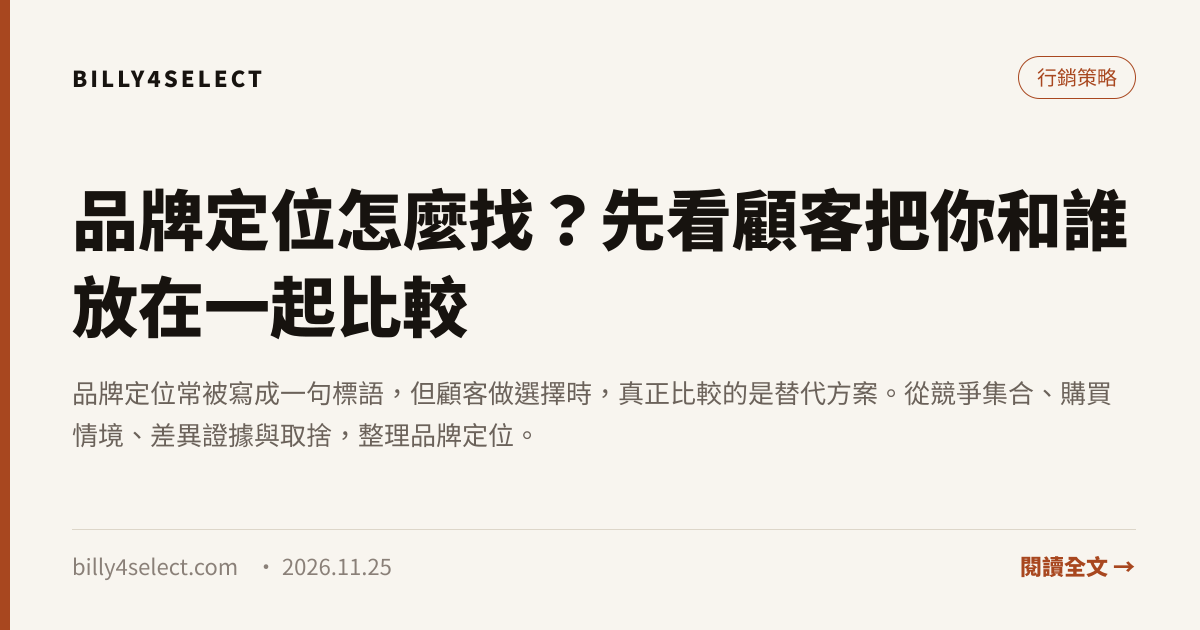 BILLY4SELECT
行銷策略
品牌定位怎麼找？先看顧客把你和誰
放在一起比較
品牌定位常被寫成一句標語，但顧客做選擇時，真正比較的是替代方案。從競爭集合、購買
情境、差異證據與取捨，整理品牌定位。
billy4select.com ・ 2026.11.25
閱讀全文 →